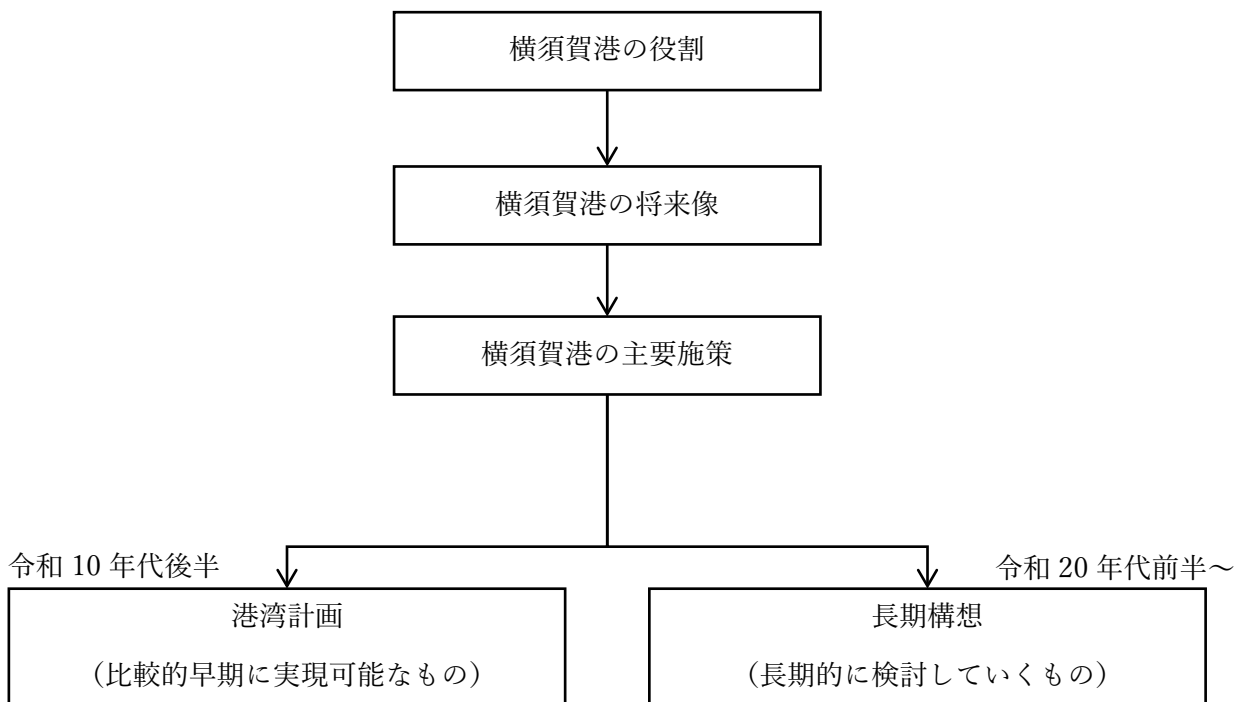 横須賀港の役割
横須賀港の将来像
横須賀港の主要施策
令和 10 年代後半
令和 20 年代前半～
港湾計画
（比較的早期に実現可能なもの）
長期構想
（長期的に検討していくもの）